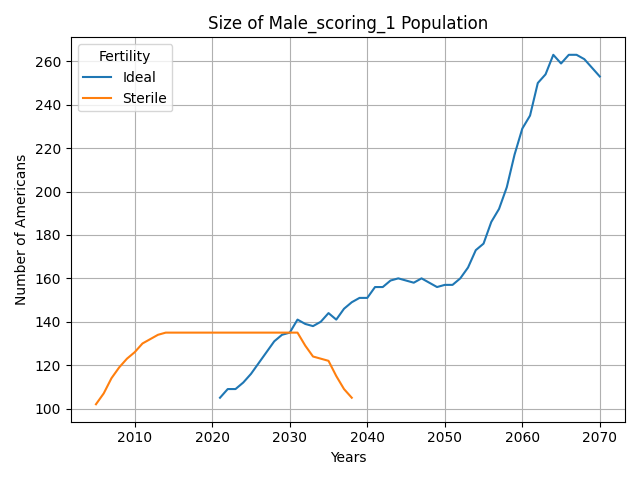 Size of Male_scoring_1 Population
Fertility
Ideal
Sterile
Number of Americans
260
240
220
200
180
160
140
120
100
2010 2020 2030 2040 2050 2060 2070
Years